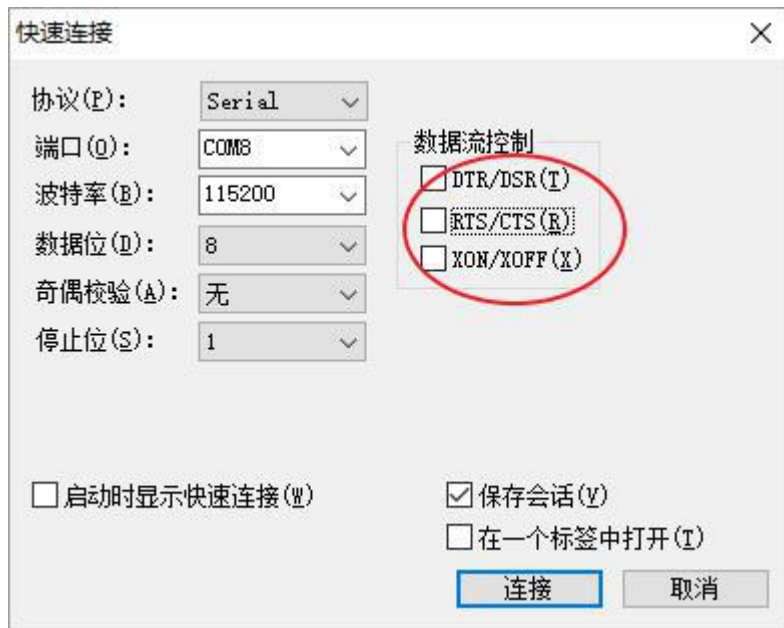 快速连接
协议(P): Serial
端口(O): COM8
波特率(B): 115200
数据位(D): 8
奇偶校验(A): 无
停止位(S): 1
数据流控制
DTR/DSR(T)
RTS/CTS(R)
XON/XOFF(X)
启动时显示快速连接(W)
保存会话(V)
在一个标签中打开(T)
连接
取消